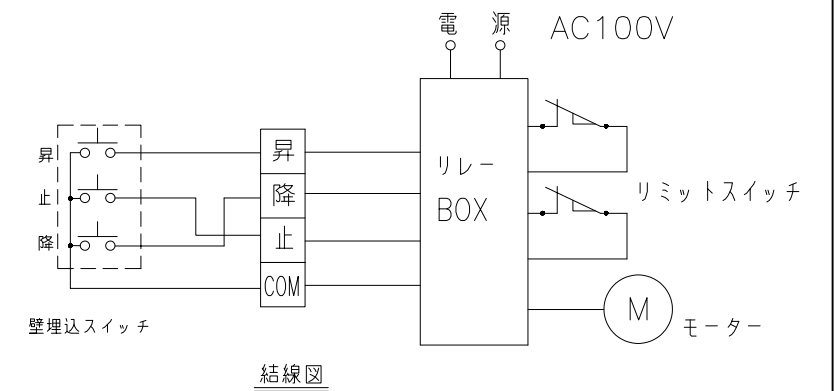 電 源 AC100V
昇
止
降
昇
降
止
COM
リレー
BOX
リミットスイッチ
M
モーター
壁埋込スイッチ
結線図